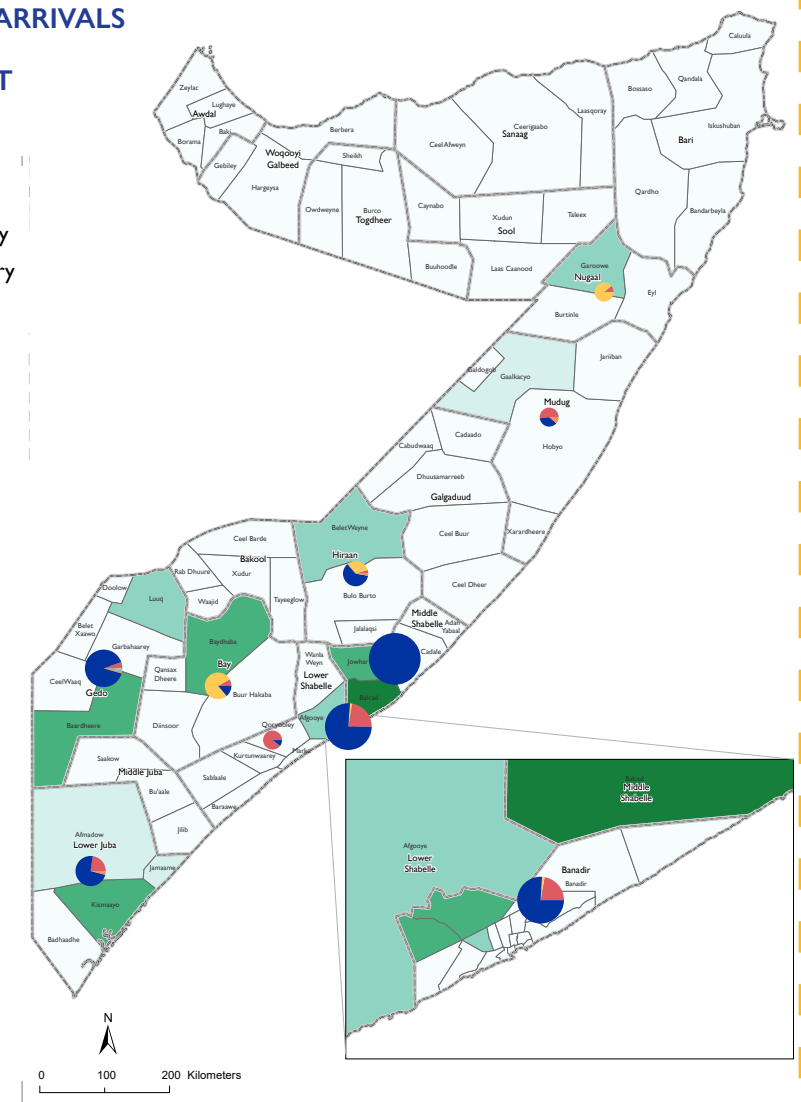 ARRIVALS
T
y
ry
Caluula
Zeylac
Bossaso
Qandala
Lughaye
Awdal
Laasqoray
Iskushuban
Borama
Baki
Berbera
Ceerigaabo
Sanaag
Bari
Ceel Afweyn
Woqooyi
Galbeed
Sheikh
Gebiley
Hargeysa
Qardho
Owdweyne
Burco
Togdheer
Caynabo
Xudun
Taleex
Bandarbeyla
Sool
Buuhoodle
Laas Caanood
Garoowe
Nugaal
Eyl
Burtinle
Jariiban
Galdogob
Gaalkacyo
Mudug
Cadaado
Cabudwaaq
Hobyo
Dhuusamarreeb
Galgaduud
Belet Weyne
Xarardheere
Ceel Barde
Ceel Buur
Bakool
Hiraan
Rab Dhuure
Xudur
Doolow
Ceel Dheer
Luuq
Waajid
Tayeeglow
Bulo Burto
Middle
Shabelle
Adan
Yabaal
Belet
Xaawo
Jalalaqsi
Garbahaarey
Baydhaba
Wanla
Weyn
Cadale
Jowhar
Bay
Qansax
Dheere
Lower
Shabelle
Ceel Waaq
Gedo
Buur Hakaba
Balcad
Baardheere
Diinsoor
Afgooye
Qoryooley
Marka
Kurtunwaarey
Saakow
Middle Juba
Sablaale
Bu'aale
Baraawe
Jilib
Afmadow
Lower Juba
Jamaame
Kismaayo
Badhaadhe
Balcad
Middle
Shabelle
Afgooye
Lower
Shabelle
Banadir
Banadir
N
0 100 200 Kilometers